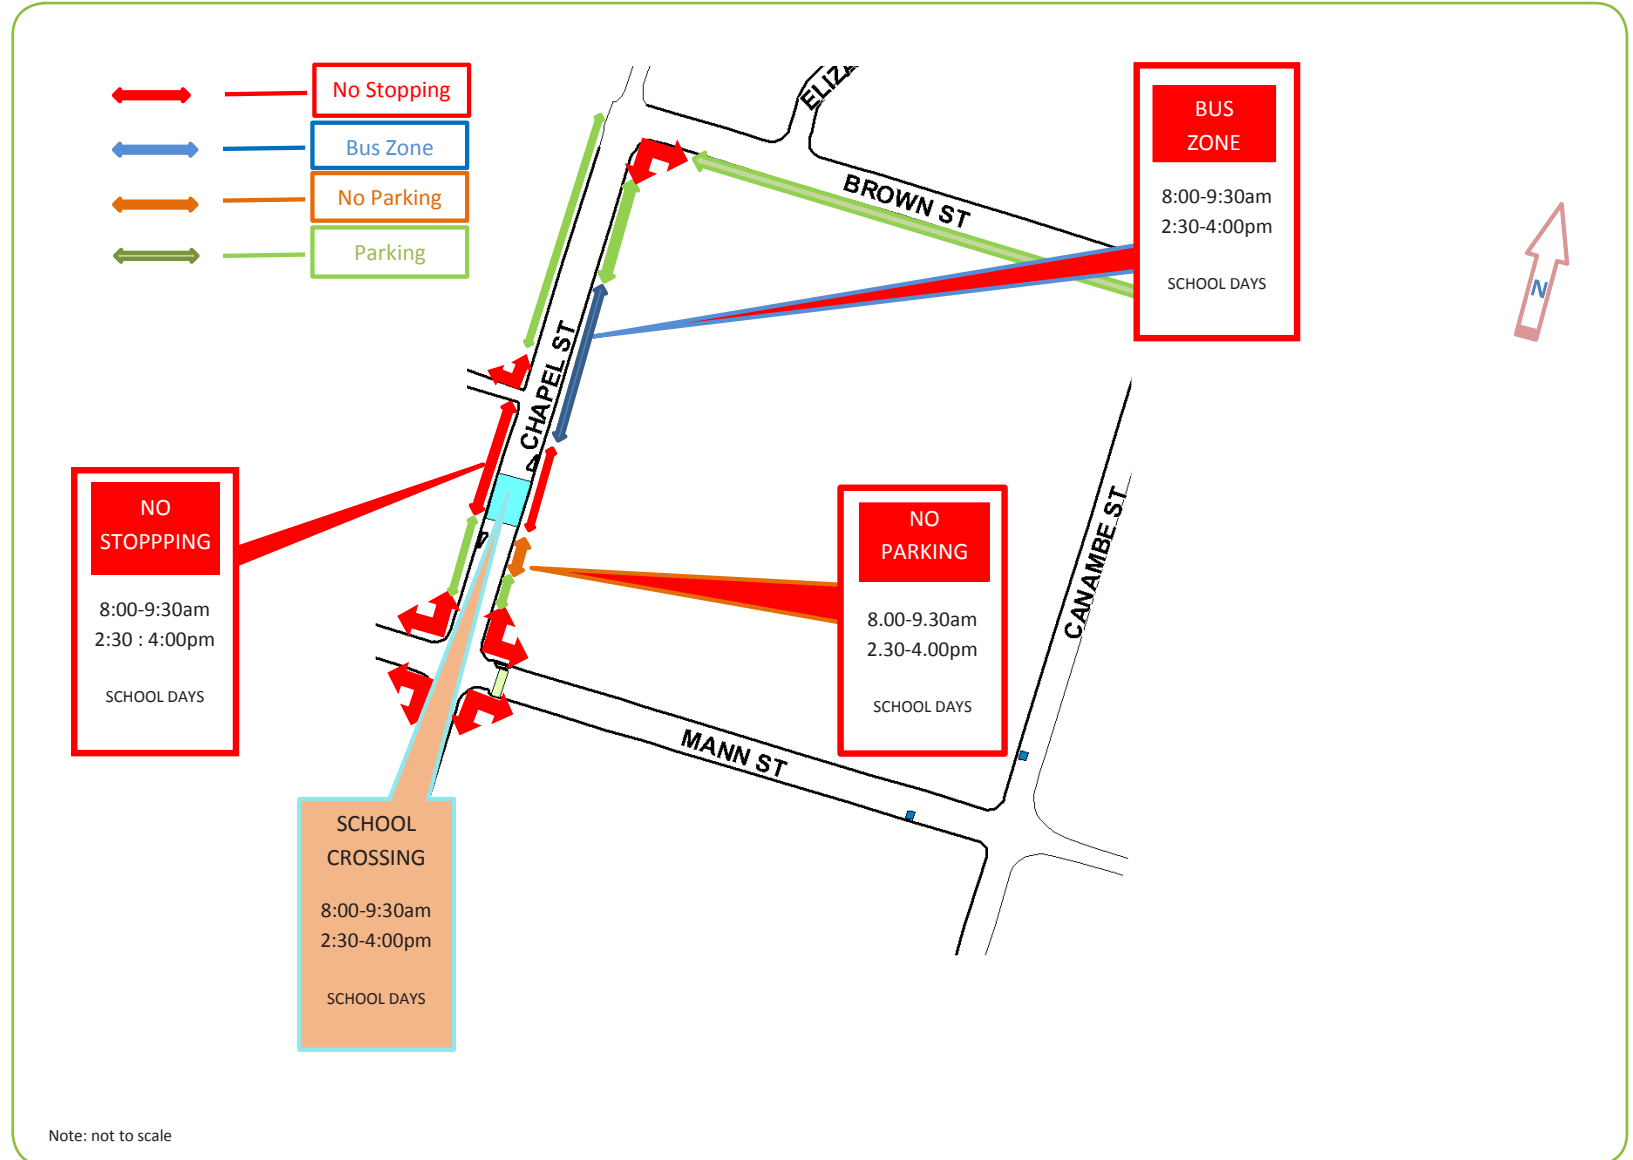 No Stopping
Bus Zone
No Parking
Parking
ELIZA
BROWN ST
CHAPEL ST
CANAMBE ST
MANN ST
BUS
ZONE
8:00-9:30am
2:30-4:00pm
SCHOOL DAYS
N
NO
STOPPPING
8:00-9:30am
2:30 : 4:00pm
SCHOOL DAYS
NO
PARKING
8.00-9.30am
2.30-4.00pm
SCHOOL DAYS
SCHOOL
CROSSING
8:00-9:30am
2:30-4:00pm
SCHOOL DAYS
Note: not to scale